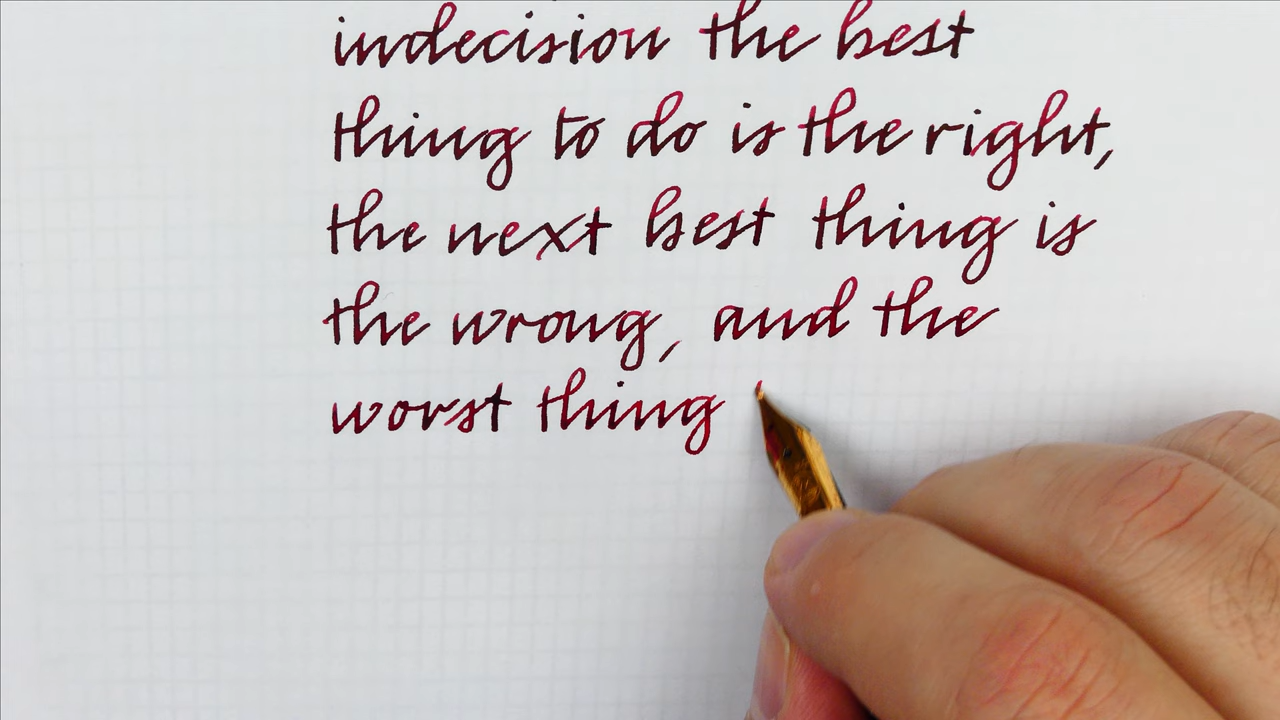 indecision the best
thing to do is the right,
the next best thing is
the wrong, and the
worst thing